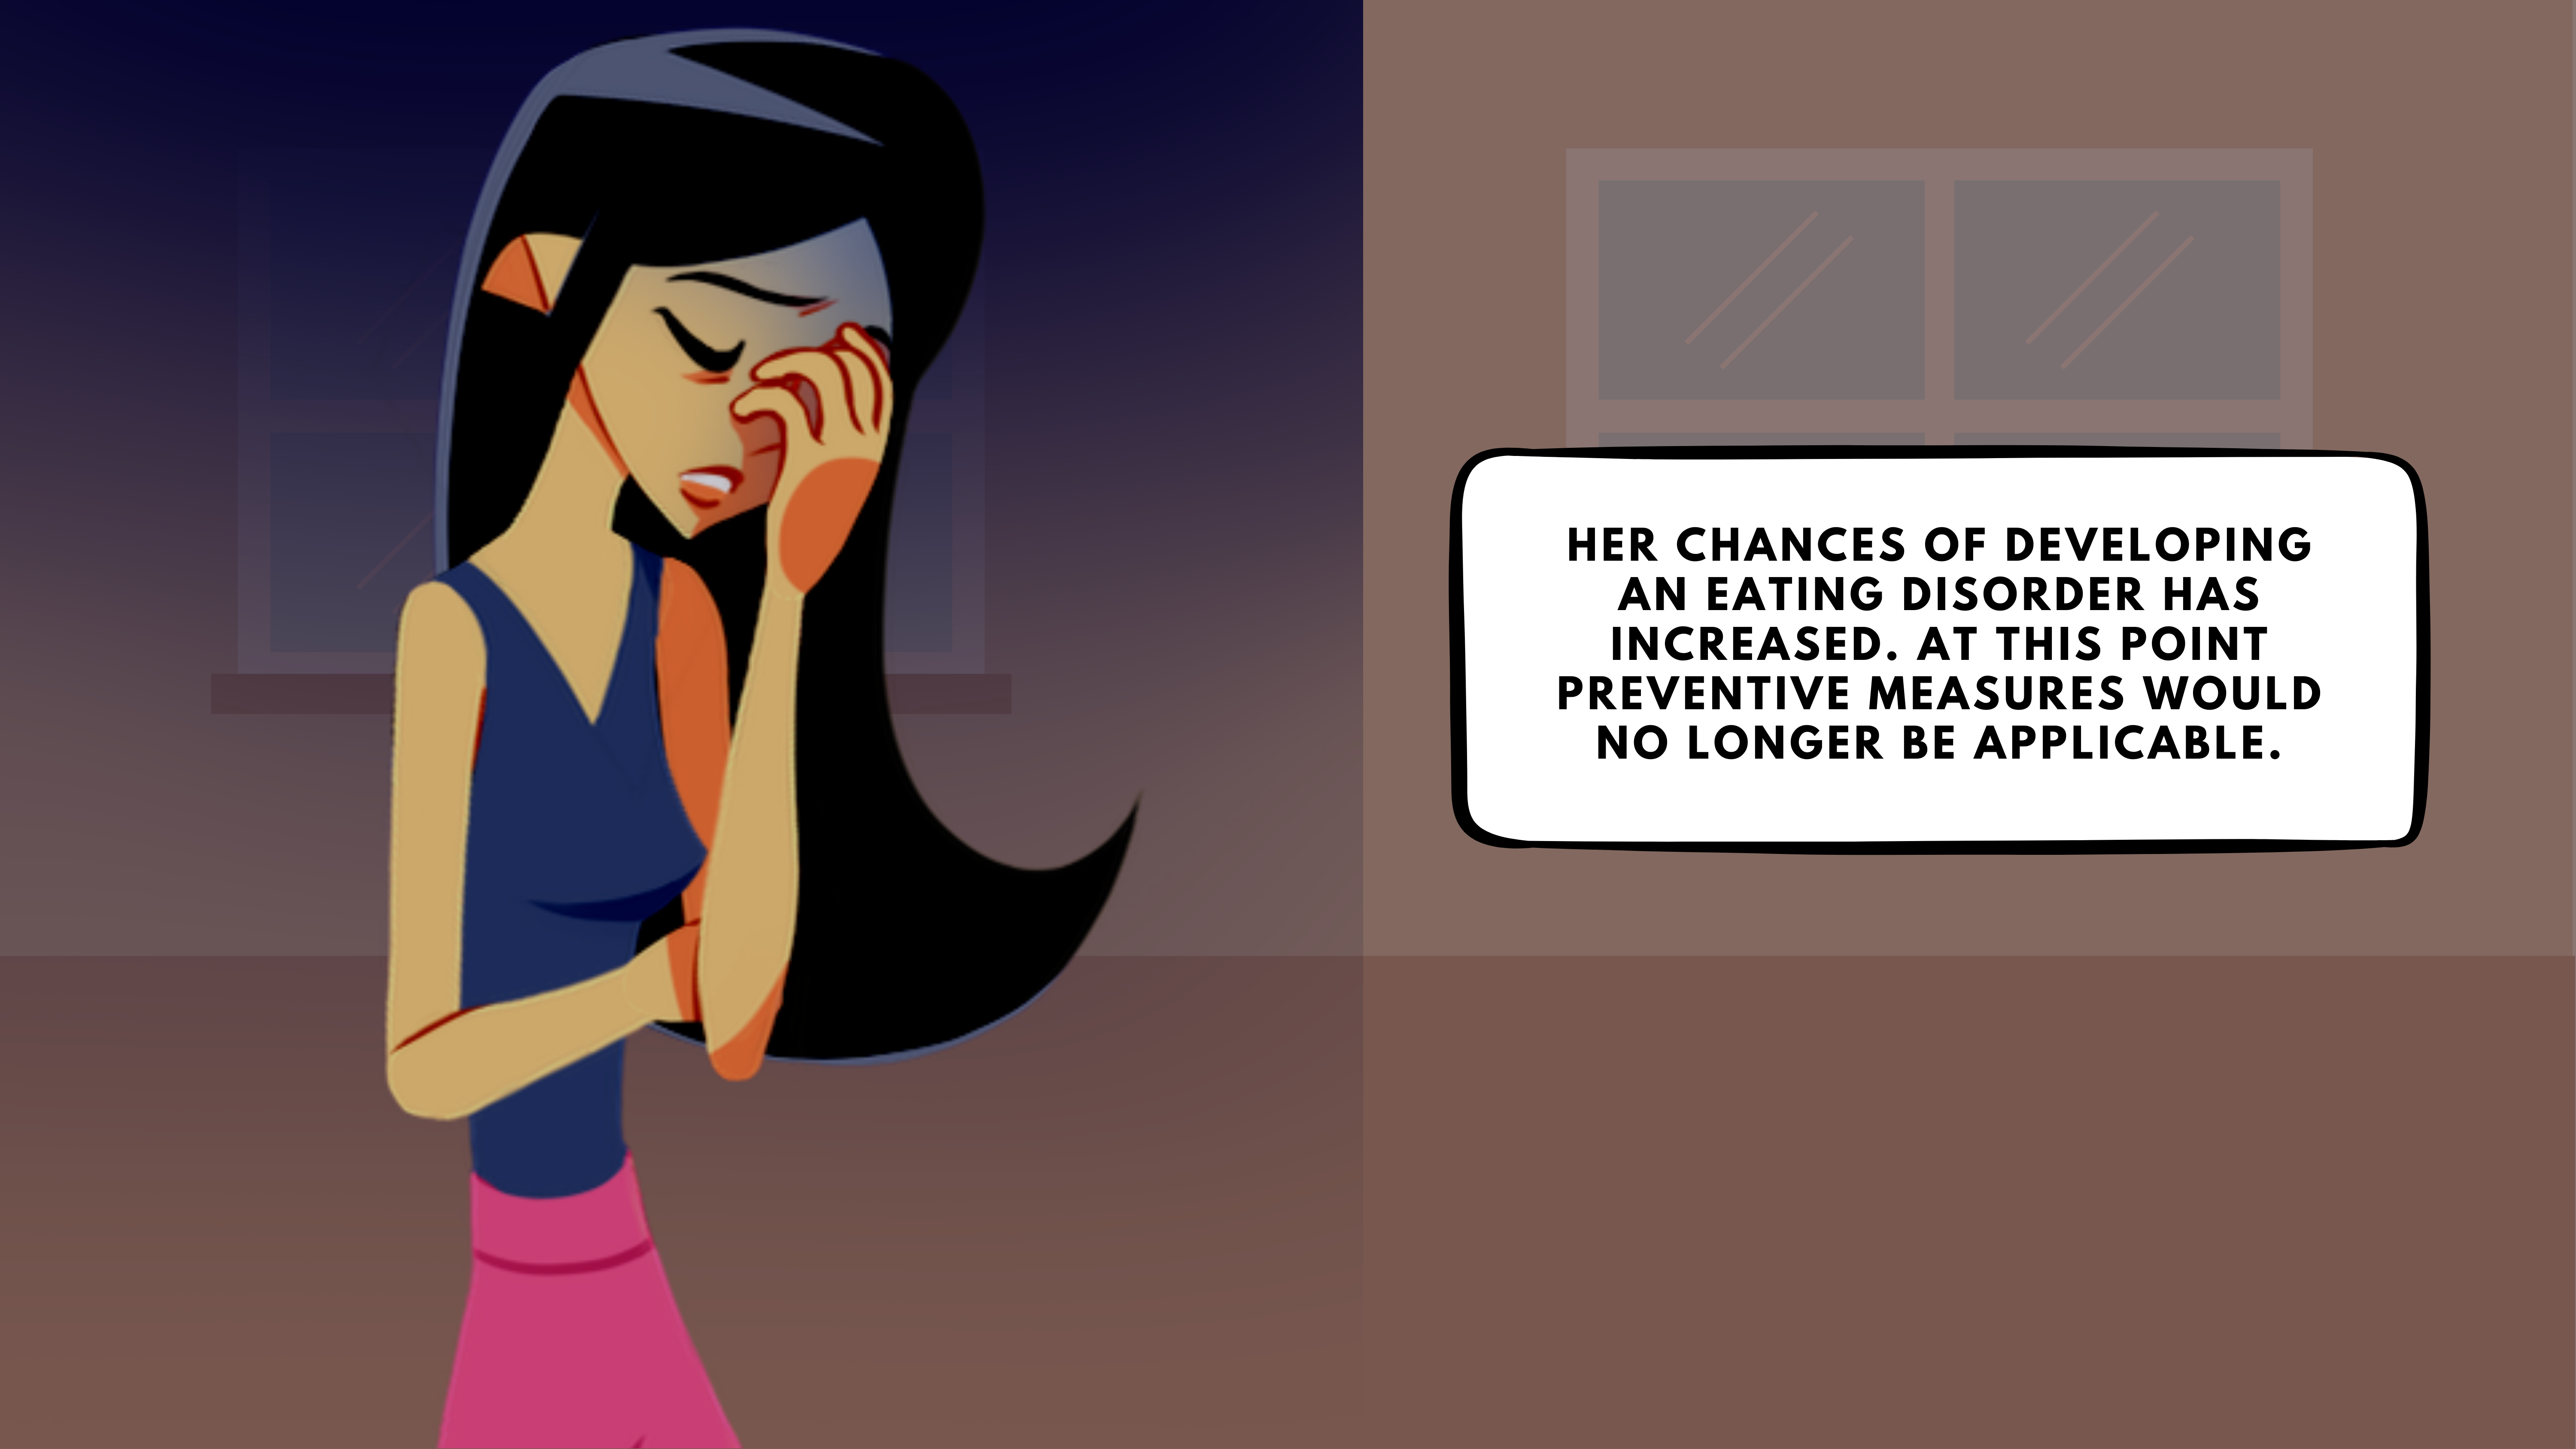 HER CHANCES OF DEVELOPING
AN EATING DISORDER HAS
INCREASED. AT THIS POINT
PREVENTIVE MEASURES WOULD
NO LONGER BE APPLICABLE.